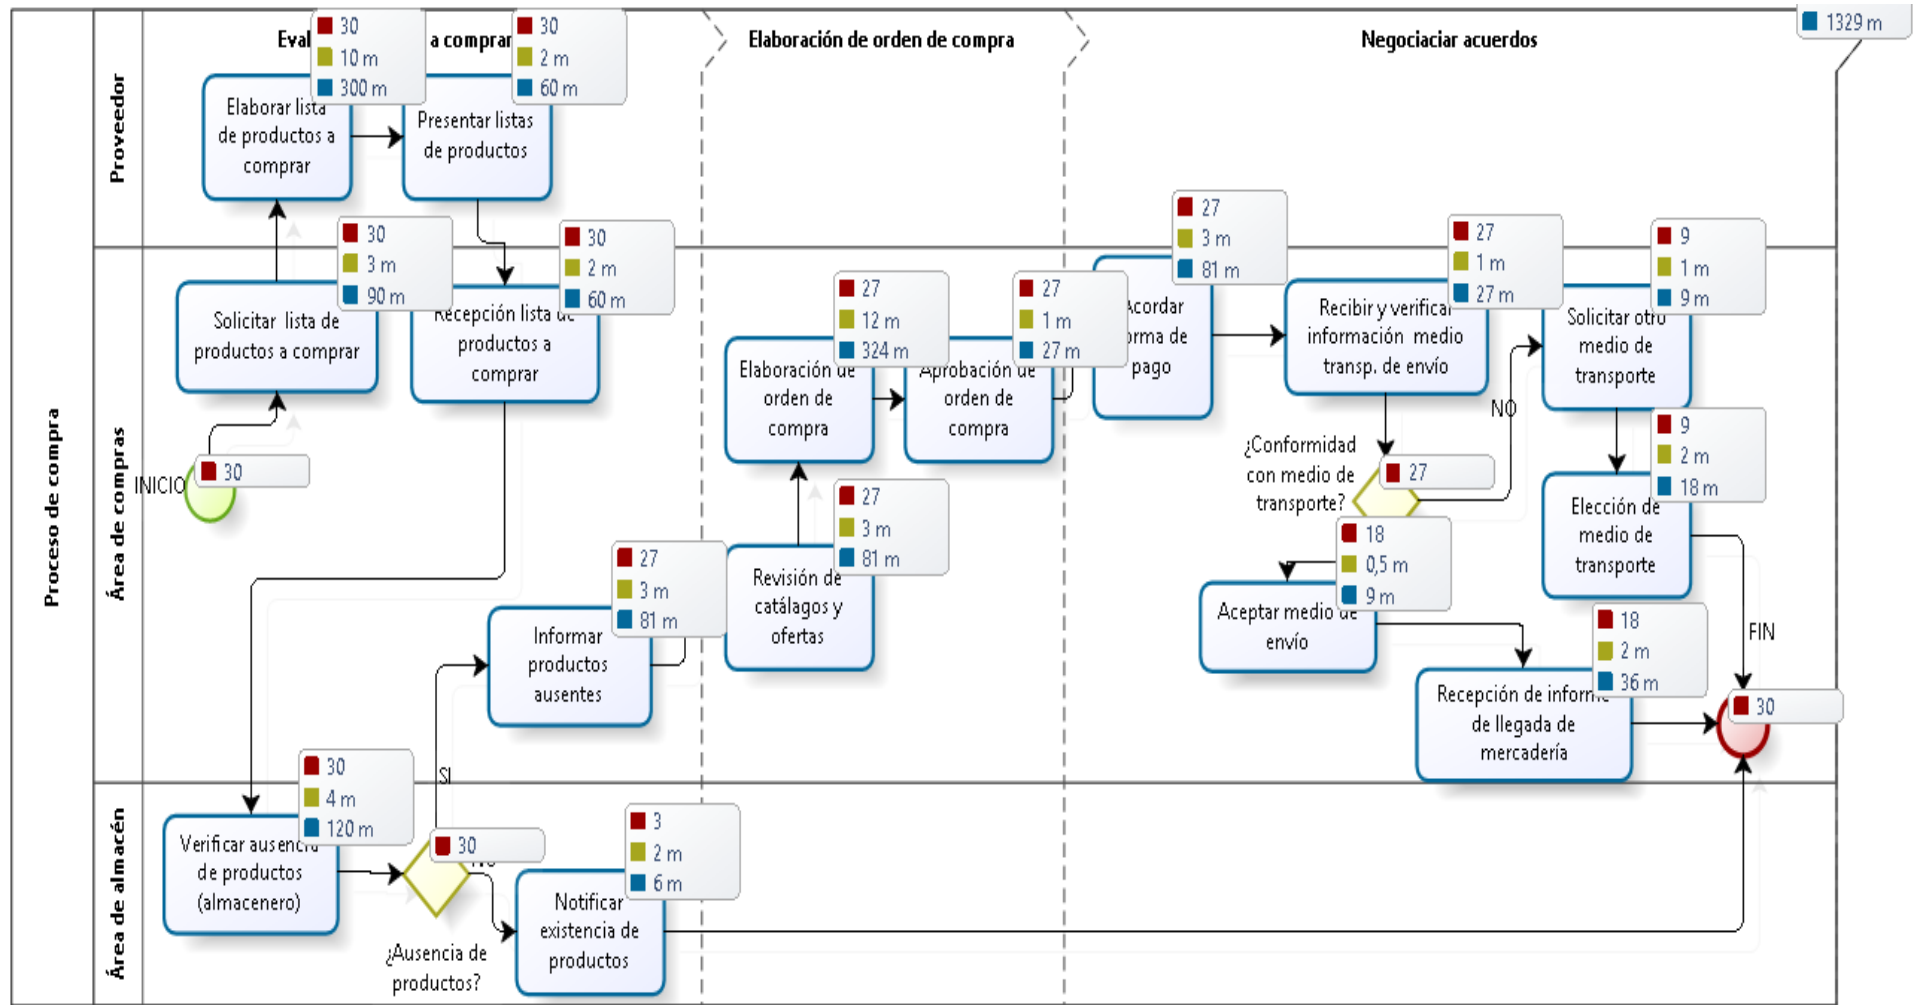 1329 m
Eval
a comprar
Elaboración de orden de compra
Negociaciar acuerdos
Proceso de compra
Proveedor
30
10 m
300 m
Elaborar lista
de productos a
comprar
30
2 m
60 m
Presentar listas
de productos
Área de compras
INICIO
30
30
3 m
90 m
Solicitar lista de
productos a comprar
30
2 m
60 m
Recepción lista de
productos a
comprar
27
3 m
81 m
Informar
productos
ausentes
27
3 m
81 m
Revisión de
catálagos y
ofertas
27
12 m
324 m
Elaboración de
orden de
compra
27
1 m
27 m
Aprobación de
orden de
compra
27
3 m
81 m
Acordar
orma de
pago
27
1 m
27 m
Recibir y verificar
información medio
transp. de envío
¿Conformidad
con medio de
transporte?
27
NO
9
1 m
9 m
Solicitar otro
medio de
transporte
9
2 m
18 m
Elección de
medio de
transporte
18
0,5 m
9 m
Aceptar medio de
envío
18
2 m
36 m
Recepción de informe
de llegada de
mercadería
FIN
30
Área de almacén
30
4 m
120 m
Verificar ausencia
de productos
(almacenero)
SI
30
¿Ausencia de
productos?
3
2 m
6 m
Notificar
existencia de
productos